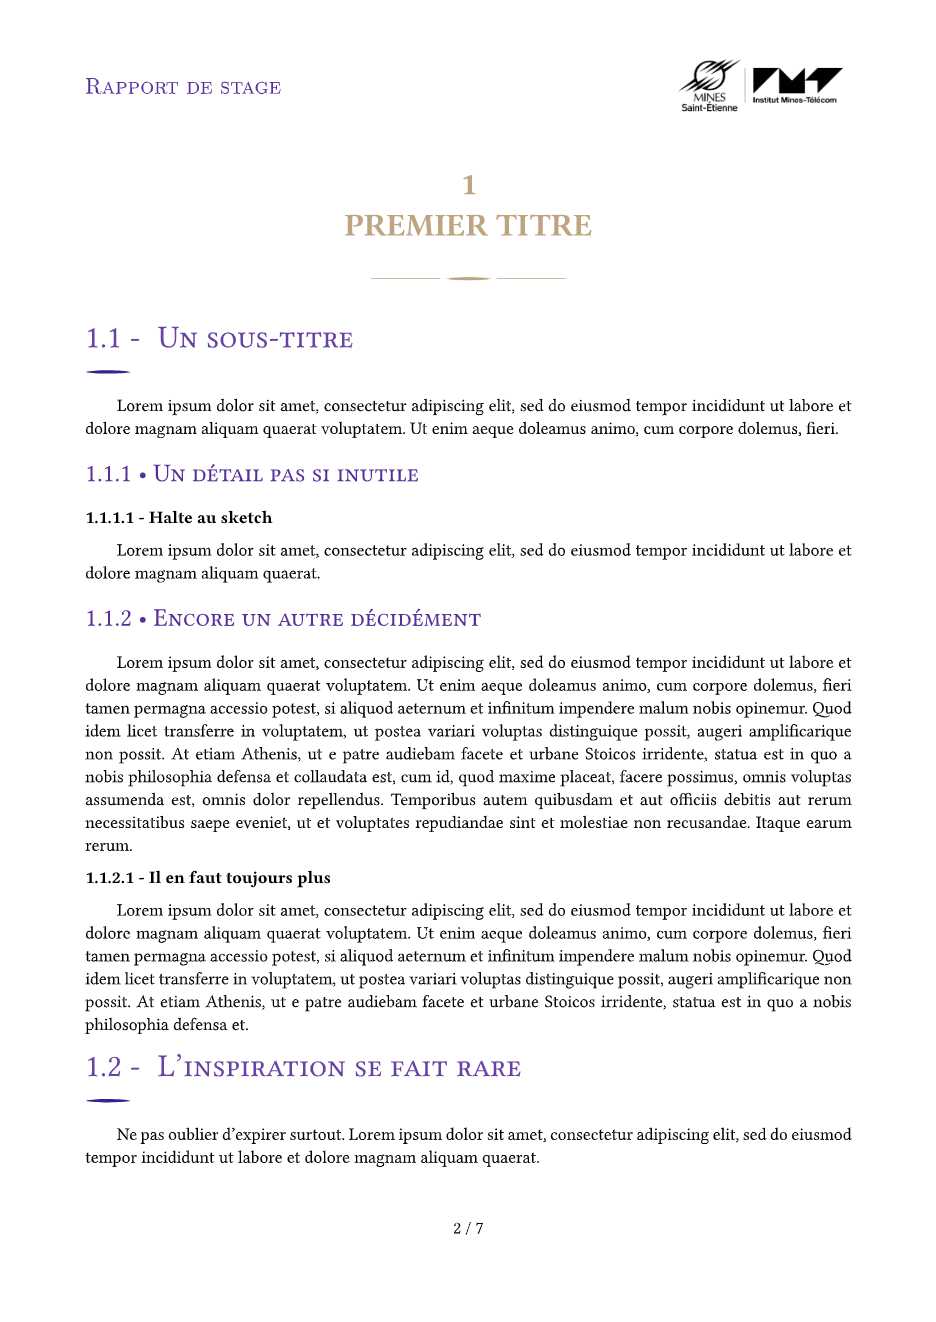 Rapport de stage
MINES
Saint-Étienne
Institut Mines-Télécom
1
PREMIER TITRE
1.1 - Un sous-titre
Lorem ipsum dolor sit amet, consectetur adipiscing elit, sed do eiusmod tempor incididunt ut labore et
dolore magnam aliquam quaerat voluptatem. Ut enim aeque doleamus animo, cum corpore dolemus, fieri.
1.1.1 • Un détail pas si inutile
1.1.1.1 - Halte au sketch
Lorem ipsum dolor sit amet, consectetur adipiscing elit, sed do eiusmod tempor incididunt ut labore et
dolore magnam aliquam quaerat.
1.1.2 • Encore un autre décidément
Lorem ipsum dolor sit amet, consectetur adipiscing elit, sed do eiusmod tempor incididunt ut labore et
dolore magnam aliquam quaerat voluptatem. Ut enim aeque doleamus animo, cum corpore dolemus, fieri
tamen permagna accessio potest, si aliquod aeternum et infinitum impendere malum nobis opinemur. Quod
idem licet transferre in voluptatem, ut postea variari voluptas distinguique possit, augeri amplificarique
non possit. At etiam Athenis, ut e patre audiebam facete et urbane Stoicos irridente, statua est in quo a
nobis philosophia defensa et collaudata est, cum id, quod maxime placeat, facere possimus, omnis voluptas
assumenda est, omnis dolor repellendus. Temporibus autem quibusdam et aut officiis debitis aut rerum
necessitatibus saepe eveniet, ut et voluptates repudiandae sint et molestiae non recusandae. Itaque earum
rerum.
1.1.2.1 - Il en faut toujours plus
Lorem ipsum dolor sit amet, consectetur adipiscing elit, sed do eiusmod tempor incididunt ut labore et
dolore magnam aliquam quaerat voluptatem. Ut enim aeque doleamus animo, cum corpore dolemus, fieri
tamen permagna accessio potest, si aliquod aeternum et infinitum impendere malum nobis opinemur. Quod
idem licet transferre in voluptatem, ut postea variari voluptas distinguique possit, augeri amplificarique non
possit. At etiam Athenis, ut e patre audiebam facete et urbane Stoicos irridente, statua est in quo a nobis
philosophia defensa et.
1.2 - L’inspiration se fait rare
Ne pas oublier d’expirer surtout. Lorem ipsum dolor sit amet, consectetur adipiscing elit, sed do eiusmod
tempor incididunt ut labore et dolore magnam aliquam quaerat.
2 / 7